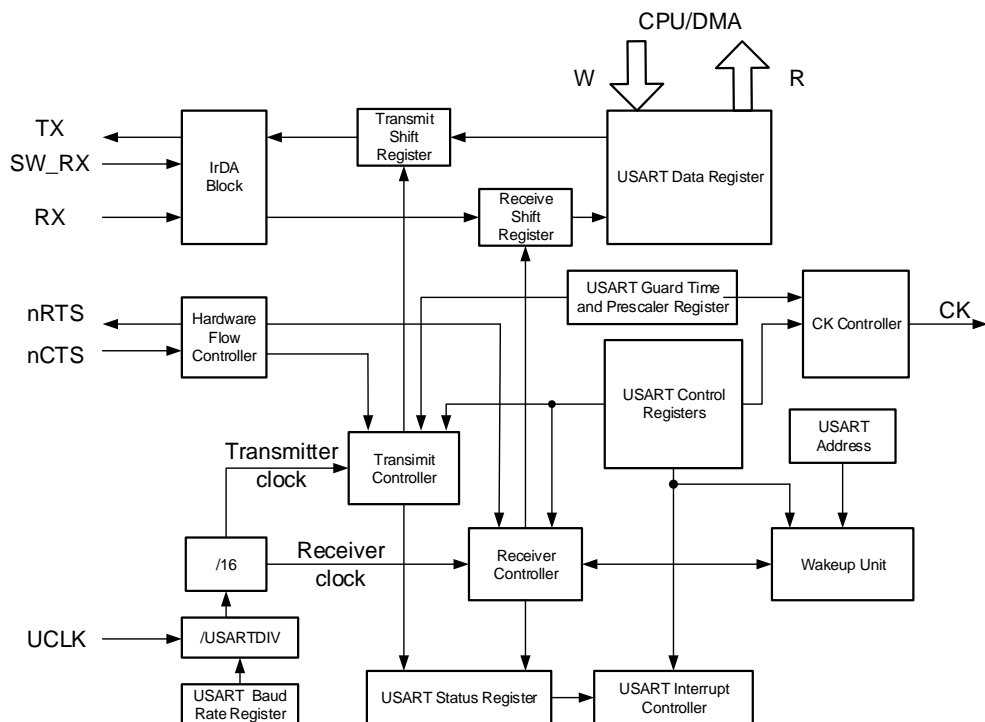 CPU/DMA
W
R
TX
SW_RX
RX
IrDA
Block
Transmit
Shift
Register
Receive
Shift
Register
USART Data Register
nRTS
nCTS
Hardware
Flow
Controller
USART Guard Time
and Prescaler Register
CK Controller
CK
USART Control
Registers
USART
Address
Transmitter
clock
Transimit
Controller
/16
Receiver
clock
Receiver
Controller
Wakeup Unit
UCLK
/USARTDIV
USART Baud
Rate Register
USART Status Register
USART Interrupt
Controller